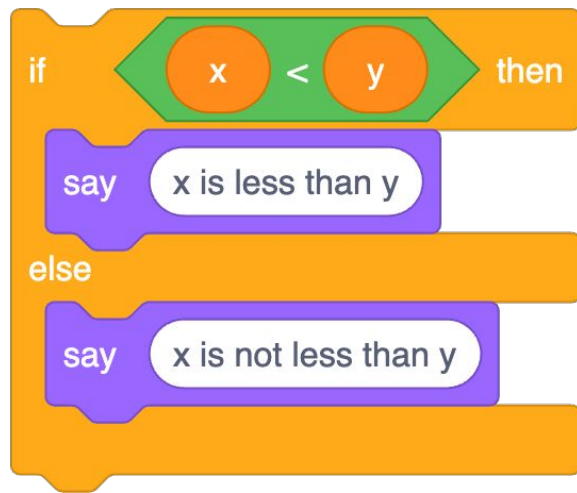 if x < y then
say x is less than y
else
say x is not less than y